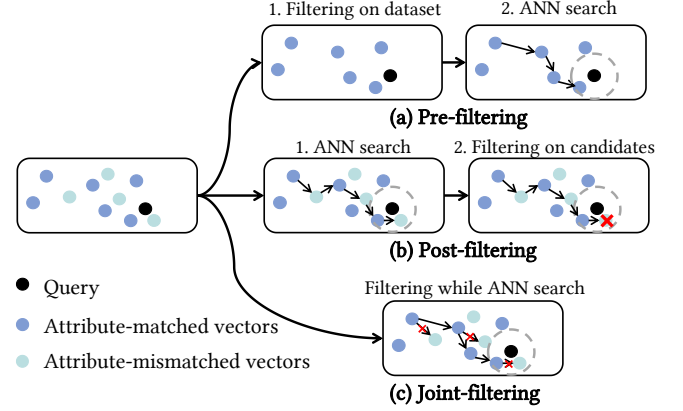 1. Filtering on dataset
2. ANN search
(a) Pre-filtering
1. ANN search
2. Filtering on candidates
(b) Post-filtering
Query
Attribute-matched vectors
Attribute-mismatched vectors
Filtering while ANN search
(c) Joint-filtering